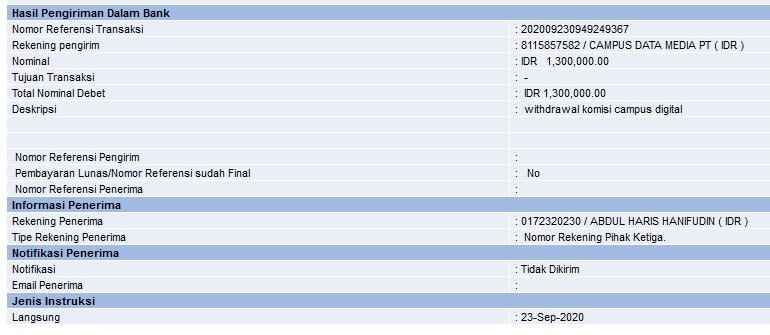 Hasil Pengiriman Dalam Bank
Nomor Referensi Transaksi : 202009230949249367
Rekening pengirim : 8115857582 / CAMPUS DATA MEDIA PT ( IDR )
Nominal : IDR 1,300,000.00
Tujuan Transaksi : -
Total Nominal Debet : IDR 1,300,000.00
Deskripsi : withdrawal komisi campus digital
Nomor Referensi Pengirim :
Pembayaran Lunas/Nomor Referensi sudah Final : No
Nomor Referensi Penerima :
Informasi Penerima
Rekening Penerima : 0172320230 / ABDUL HARIS HANIFUDIN ( IDR )
Tipe Rekening Penerima : Nomor Rekening Pihak Ketiga.
Notifikasi Penerima
Notifikasi : Tidak Dikirim
Email Penerima :
Jenis Instruksi
Langsung : 23-Sep-2020